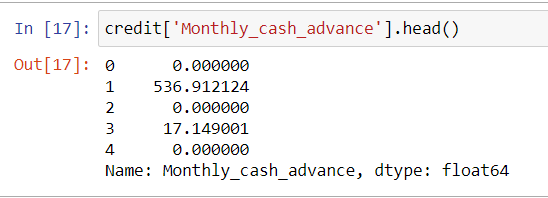 In [17]: credit['Monthly_cash_advance'].head()
Out[17]: 0 0.000000
1 536.912124
2 0.000000
3 17.149001
4 0.000000
Name: Monthly_cash_advance, dtype: float64